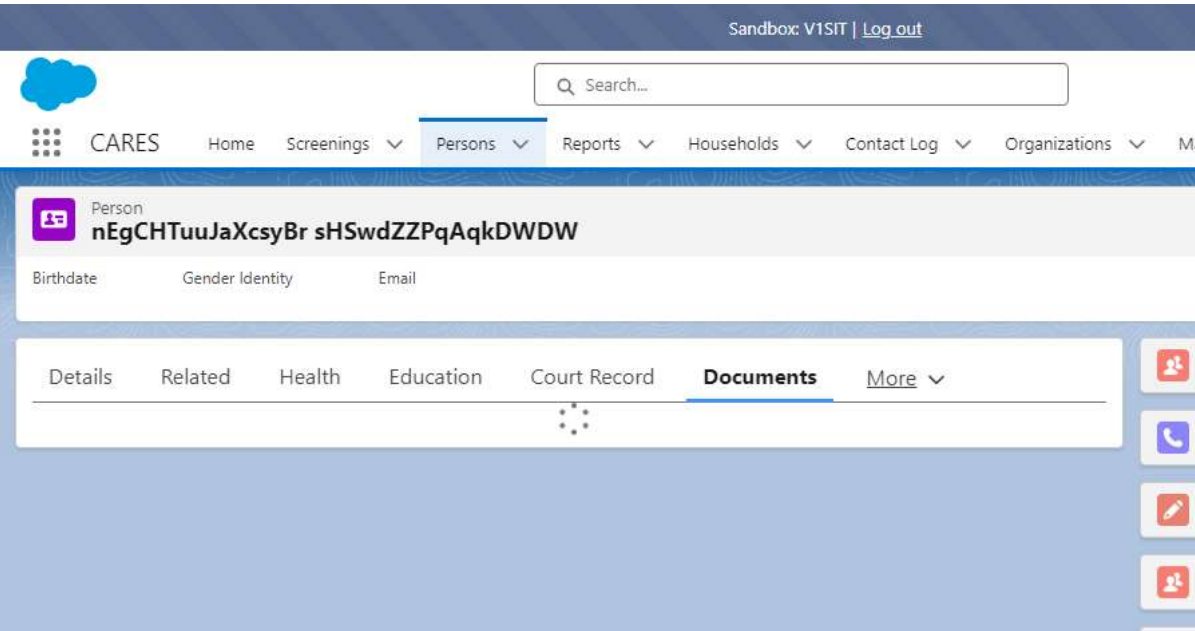 Sandbox: V1SIT | Log out
Search...
CARES Home Screenings Persons Reports Households Contact Log Organizations
Person
nEgCHTuuJaXcsyBr sHSwdZZPqAqkDWDW
Birthdate Gender Identity Email
Details Related Health Education Court Record Documents More